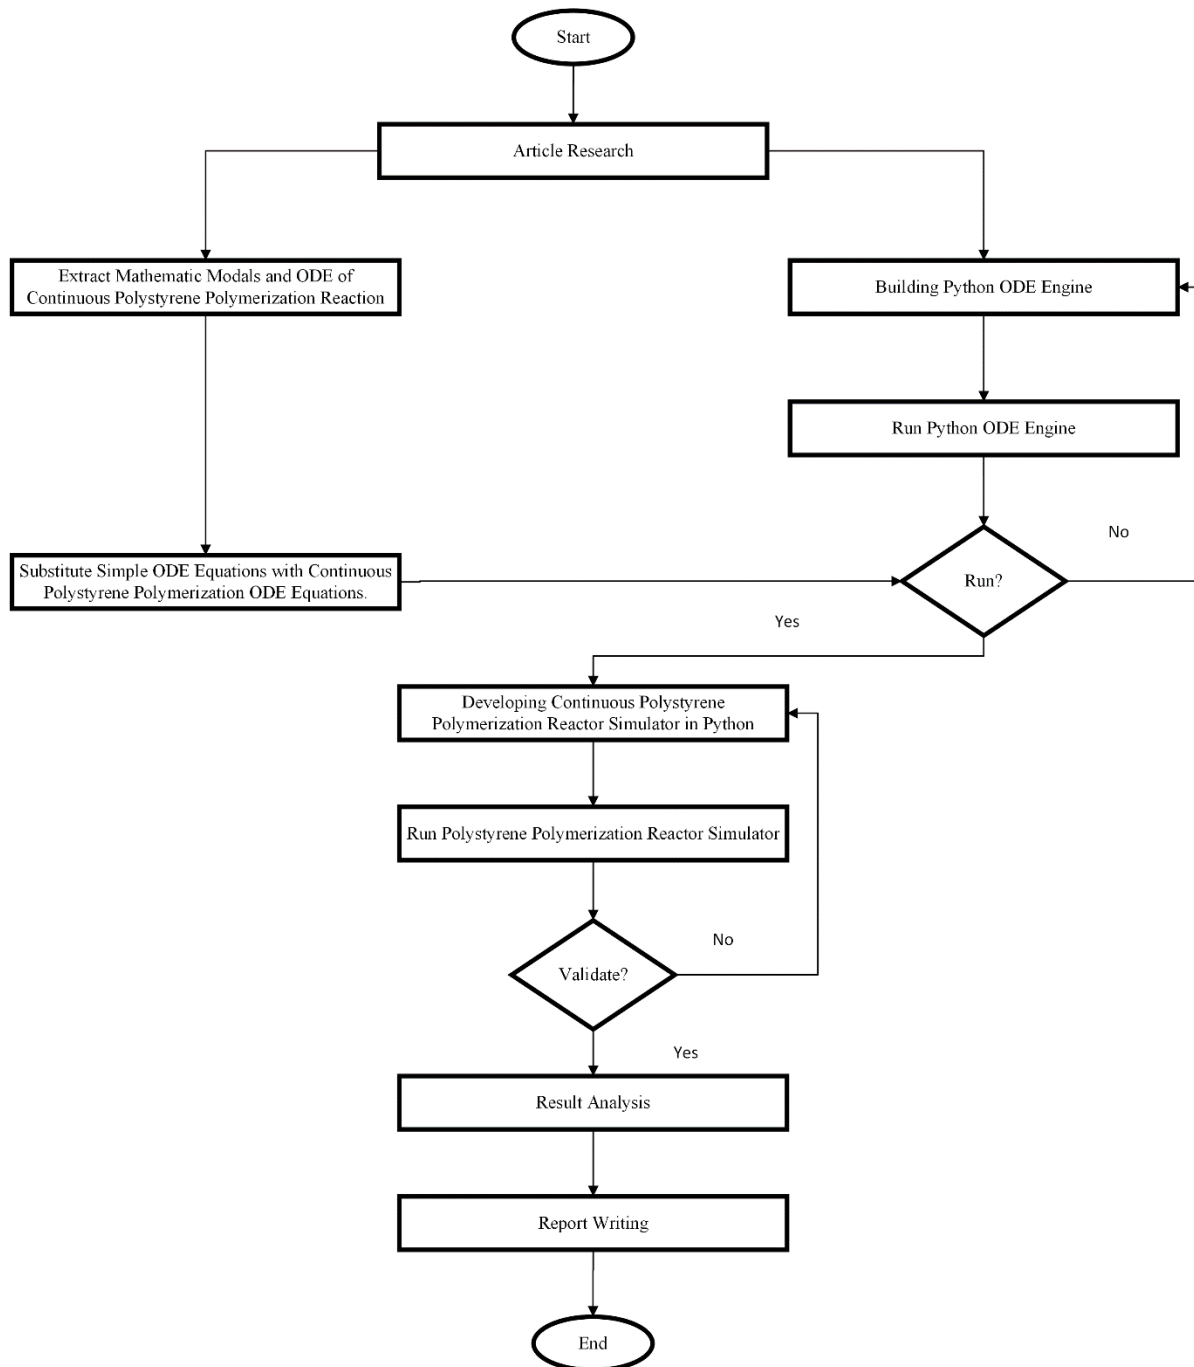 Start
Article Research
Extract Mathematic Modals and ODE of
Continuous Polystyrene Polymerization Reaction
Building Python ODE Engine
Run Python ODE Engine
No
Substitute Simple ODE Equations with Continuous
Polystyrene Polymerization ODE Equations.
Run?
Yes
Developing Continuous Polystyrene
Polymerization Reactor Simulator in Python
Run Polystyrene Polymerization Reactor Simulator
No
Validate?
Yes
Result Analysis
Report Writing
End